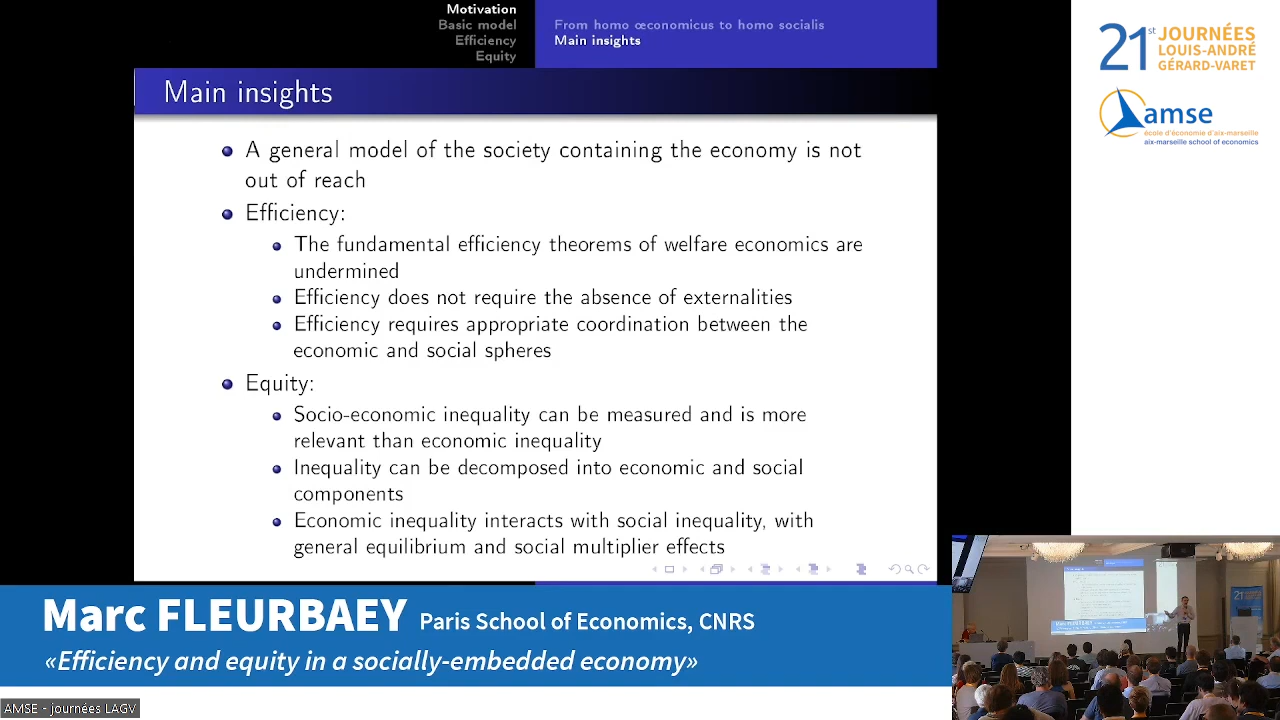 Motivation
Basic model
Efficiency
Equity
From homo œconomicus to homo socialis
Main insights
Main insights
A general model of the society containing the economy is not
out of reach
Efficiency:
The fundamental efficiency theorems of welfare economics are
undermined
Efficiency does not require the absence of externalities
Efficiency requires appropriate coordination between the
economic and social spheres
Equity:
Socio-economic inequality can be measured and is more
relevant than economic inequality
Inequality can be decomposed into economic and social
components
Economic inequality interacts with social inequality, with
general equilibrium and social multiplier effects
21st JOURNÉES
LOUIS-ANDRÉ
GÉRARD-VARET
amse
école d'économie d'aix-marseille
aix-marseille school of economics
Marc FLEURBAEY Paris School of Economics, CNRS
«Efficiency and equity in a socially-embedded economy»
AMSE - journées LAGV